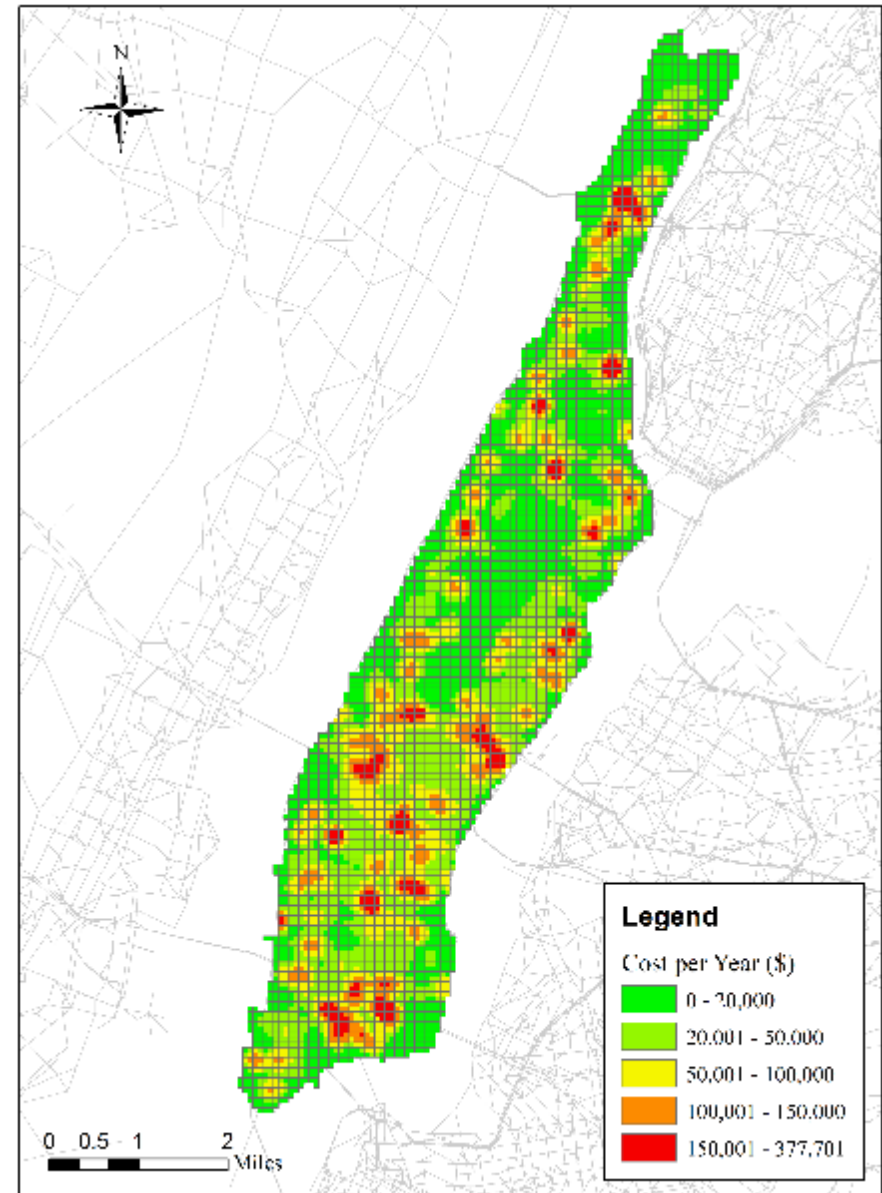 N
Legend
Cost per Year ($)
0 - 20,000
20.001 - 50.000
50,001 - 100,000
100,001 - 150.000
150,001 - 377.701
0 0.5 1 2
Miles